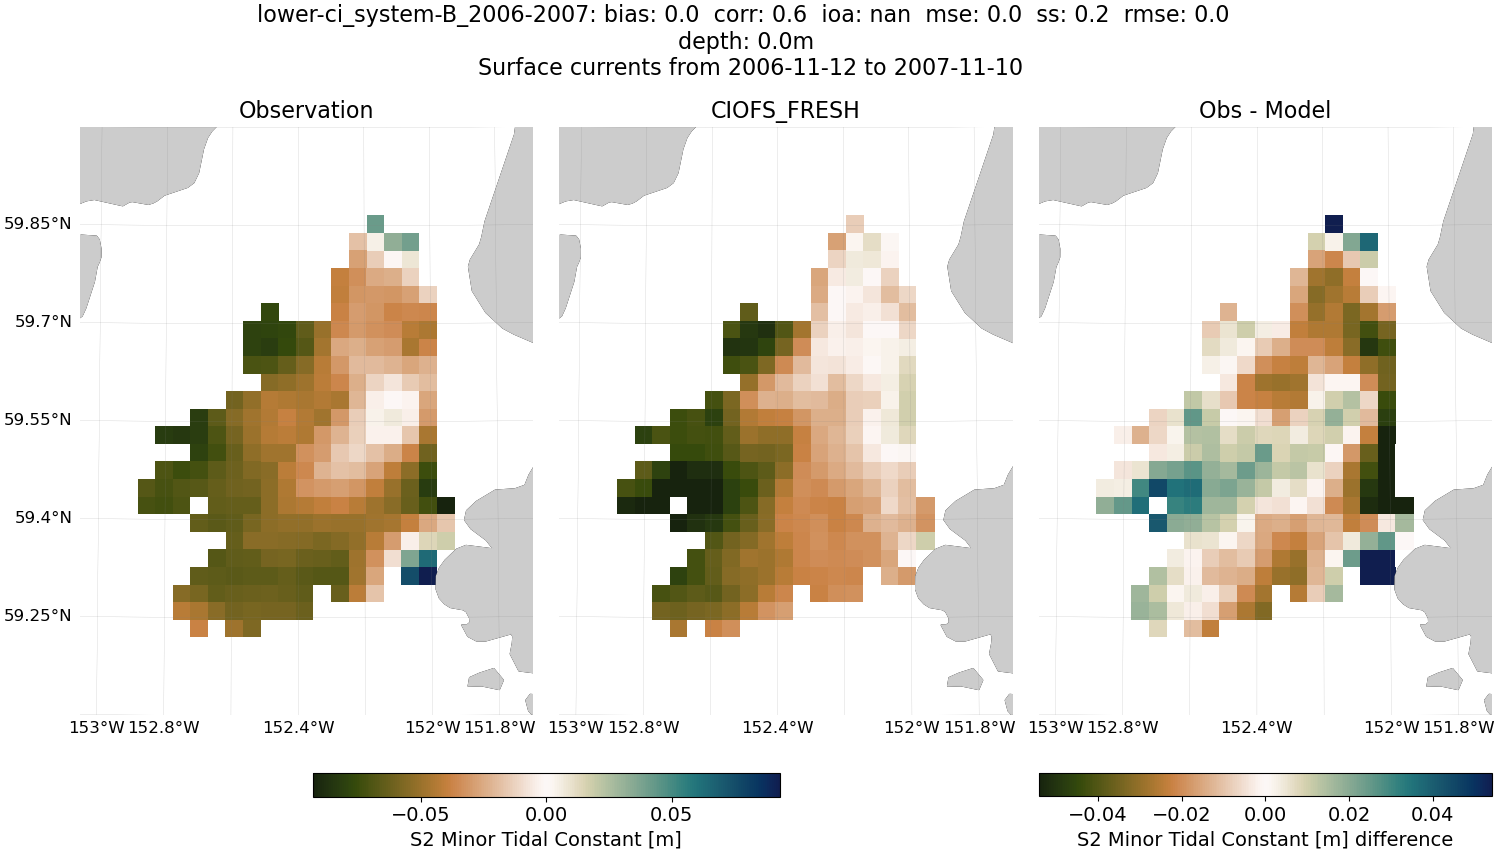 lower-ci_system-B_2006-2007: bias: 0.0  corr: 0.6  ioa: nan  mse: 0.0  ss: 0.2  rmse: 0.0
depth: 0.0m
Surface currents from 2006-11-12 to 2007-11-10
Observation
CIOFS_FRESH
Obs - Model
59.85°N
59.7°N
59.55°N
59.4°N
59.25°N
153°W 152.8°W 152.4°W 152°W 151.8°W
153°W 152.8°W 152.4°W 152°W 151.8°W
153°W 152.8°W 152.4°W 152°W 151.8°W
−0.05 0.00 0.05
S2 Minor Tidal Constant [m]
−0.04 −0.02 0.00 0.02 0.04
S2 Minor Tidal Constant [m] difference